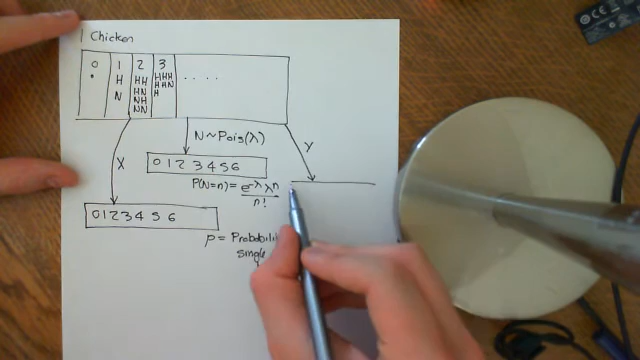 1 Chicken
0 1 2 3
• H HH HHH
HN HHN
N NH H
NN
....
X
N~Pois(λ)
Y
0 1 2 3 4 5 6
P(N=n) = e^-λ λ^n / n!
0 1 2 3 4 5 6
p =
single